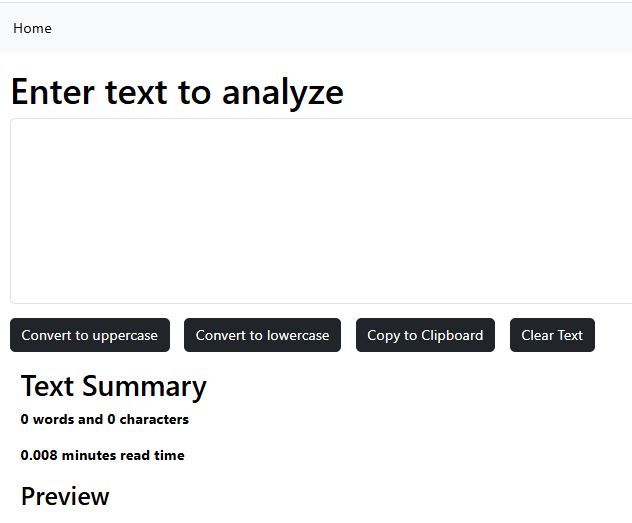 Home
Enter text to analyze
Convert to uppercase Convert to lowercase Copy to Clipboard Clear Text
Text Summary
0 words and 0 characters
0.008 minutes read time
Preview